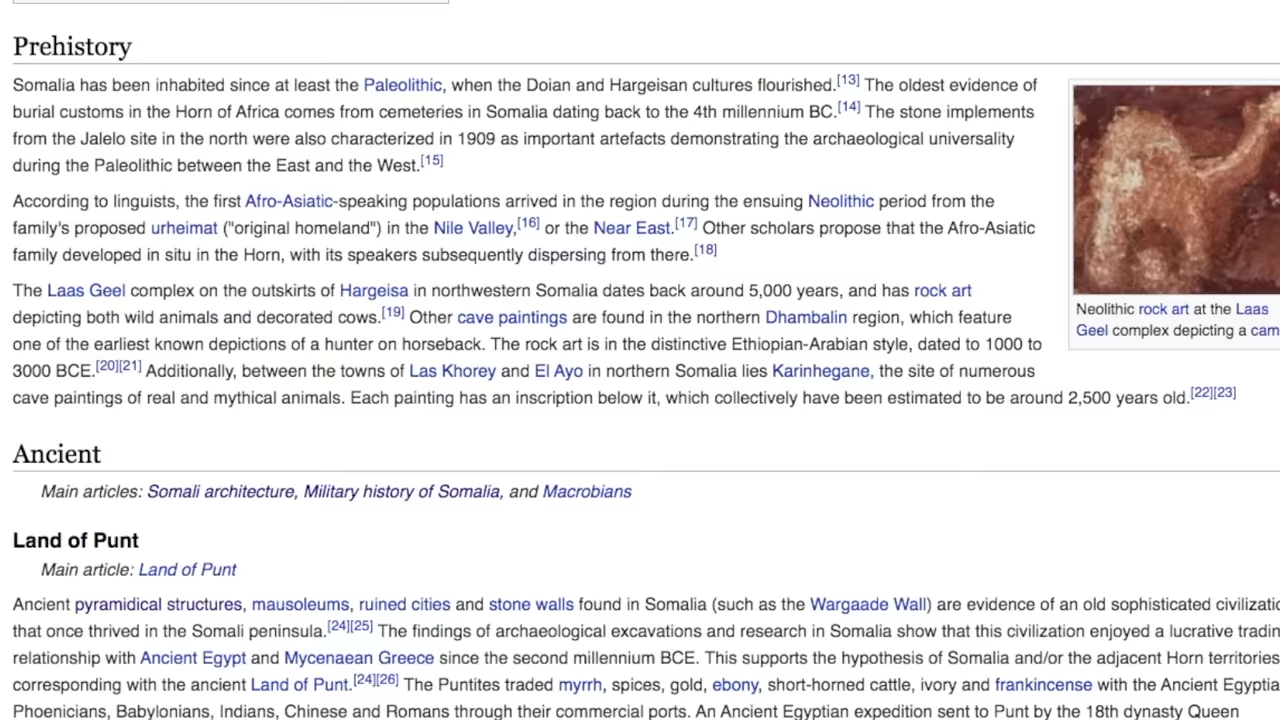 Prehistory
Somalia has been inhabited since at least the Paleolithic, when the Doian and Hargeisan cultures flourished.[13] The oldest evidence of
burial customs in the Horn of Africa comes from cemeteries in Somalia dating back to the 4th millennium BC.[14] The stone implements
from the Jalelo site in the north were also characterized in 1909 as important artefacts demonstrating the archaeological universality
during the Paleolithic between the East and the West.[15]
According to linguists, the first Afro-Asiatic-speaking populations arrived in the region during the ensuing Neolithic period from the
family's proposed urheimat ("original homeland") in the Nile Valley,[16] or the Near East.[17] Other scholars propose that the Afro-Asiatic
family developed in situ in the Horn, with its speakers subsequently dispersing from there.[18]
The Laas Geel complex on the outskirts of Hargeisa in northwestern Somalia dates back around 5,000 years, and has rock art
depicting both wild animals and decorated cows.[19] Other cave paintings are found in the northern Dhambalin region, which feature
one of the earliest known depictions of a hunter on horseback. The rock art is in the distinctive Ethiopian-Arabian style, dated to 1000 to
3000 BCE.[20][21] Additionally, between the towns of Las Khorey and El Ayo in northern Somalia lies Karinhegane, the site of numerous
cave paintings of real and mythical animals. Each painting has an inscription below it, which collectively have been estimated to be around 2,500 years old.[22][23]
Neolithic rock art at the Laas
Geel complex depicting a cam
Ancient
Main articles: Somali architecture, Military history of Somalia, and Macrobians
Land of Punt
Main article: Land of Punt
Ancient pyramidical structures, mausoleums, ruined cities and stone walls found in Somalia (such as the Wargaade Wall) are evidence of an old sophisticated civilizatio
that once thrived in the Somali peninsula.[24][25] The findings of archaeological excavations and research in Somalia show that this civilization enjoyed a lucrative tradin
relationship with Ancient Egypt and Mycenaean Greece since the second millennium BCE. This supports the hypothesis of Somalia and/or the adjacent Horn territories
corresponding with the ancient Land of Punt.[24][26] The Puntites traded myrrh, spices, gold, ebony, short-horned cattle, ivory and frankincense with the Ancient Egyptia
Phoenicians, Babylonians, Indians, Chinese and Romans through their commercial ports. An Ancient Egyptian expedition sent to Punt by the 18th dynasty Queen